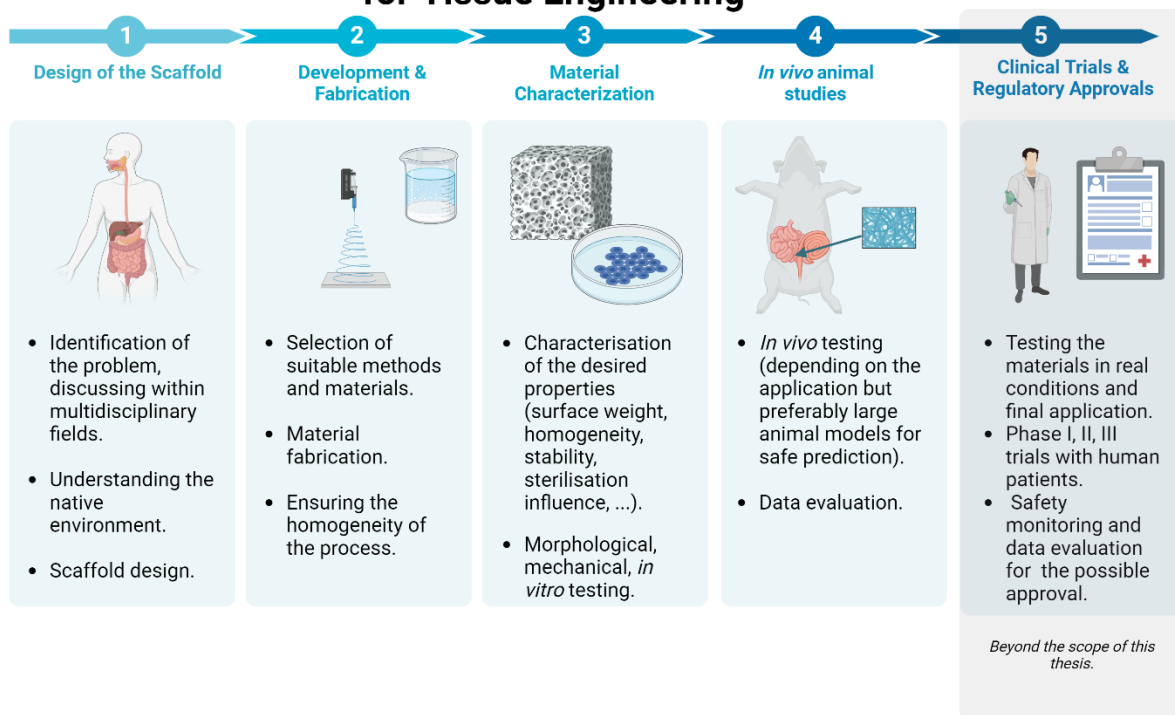 for Tissue Engineering
1
2
3
4
5
Design of the Scaffold
Development &
Fabrication
Material
Characterization
In vivo animal
studies
Clinical Trials &
Regulatory Approvals
• Identification of
the problem,
discussing within
multidisciplinary
fields.
• Understanding the
native
environment.
• Scaffold design.
• Selection of
suitable methods
and materials.
• Material
fabrication.
• Ensuring the
homogeneity of
the process.
• Characterisation
of the desired
properties
(surface weight,
homogeneity,
stability,
sterilisation
influence, ...).
• Morphological,
mechanical, in
vitro testing.
• In vivo testing
(depending on the
application but
preferably large
animal models for
safe prediction).
• Data evaluation.
• Testing the
materials in real
conditions and
final application.
• Phase I, II, III
trials with human
patients.
• Safety
monitoring and
data evaluation
for the possible
approval.
Beyond the scope of this
thesis.